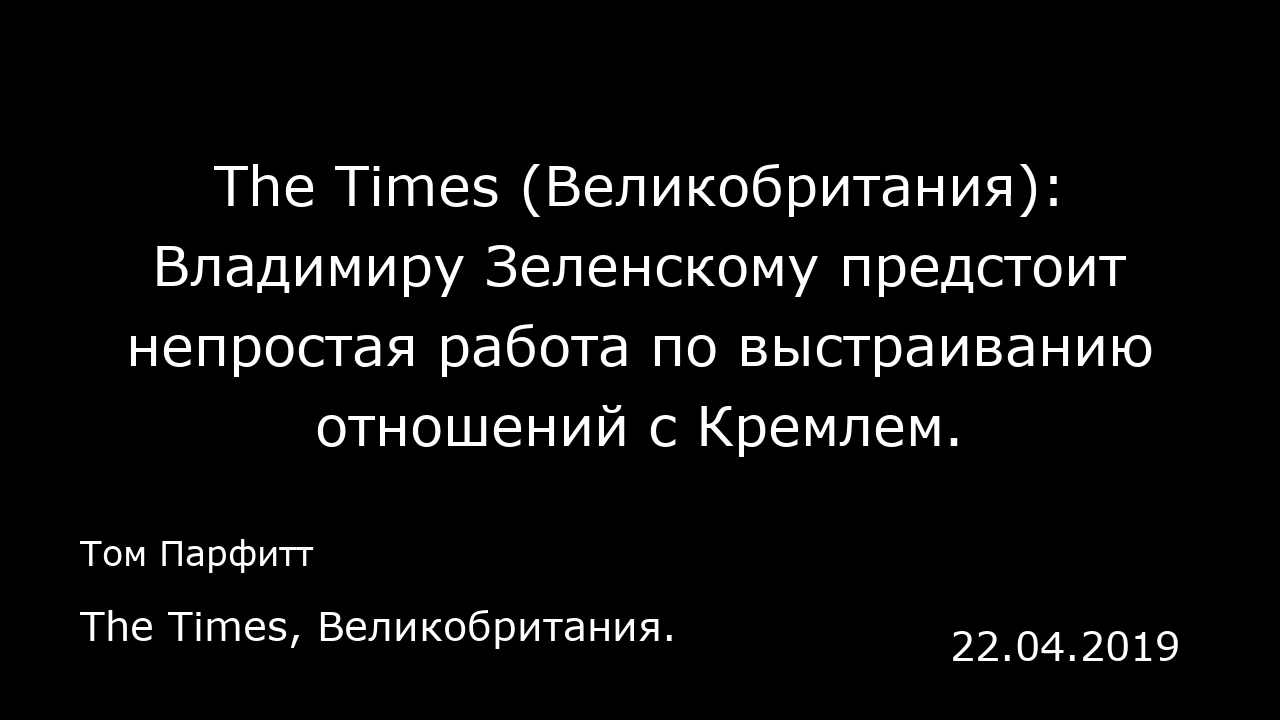 The Times (Великобритания):
Владимиру Зеленскому предстоит
непростая работа по выстраиванию
отношений с Кремлем.
Том Парфитт
The Times, Великобритания.
22.04.2019